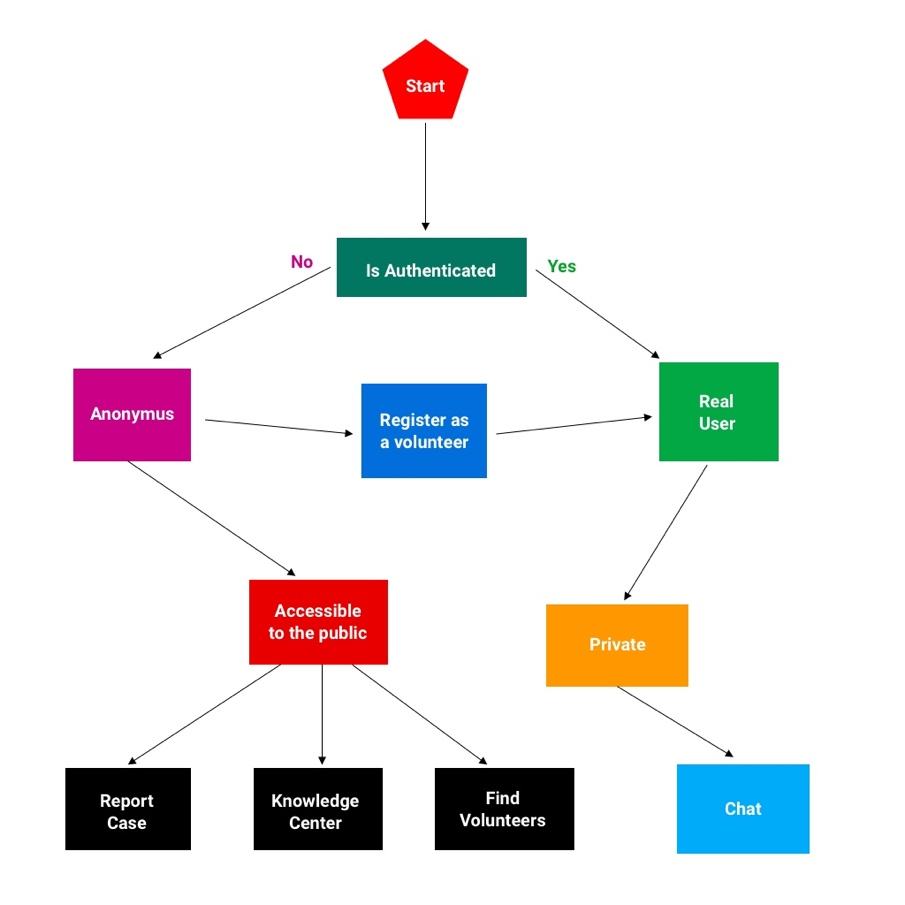 Start
No
Is Authenticated
Yes
Anonymus
Register as
a volunteer
Real
User
Accessible
to the public
Private
Report
Case
Knowledge
Center
Find
Volunteers
Chat